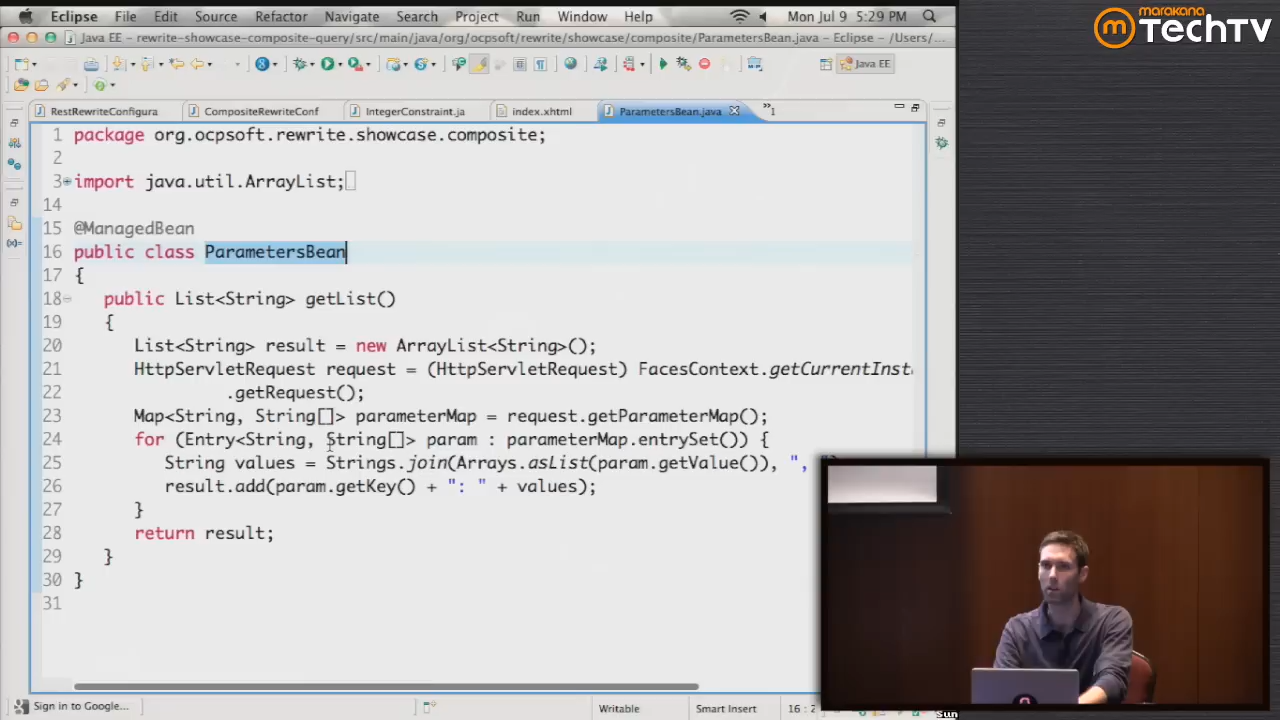 Eclipse File Edit Source Refactor Navigate Search Project Run Window Help Mon Jul 9 5:29 PM
marakana
TechTV
Java EE - rewrite-showcase-composite-query/src/main/java/org/ocpsoft/rewrite/showcase/composite/ParametersBean.java - Eclipse - /Users/...
Java EE
RestRewriteConfigura CompositeRewriteConf IntegerConstraint.ja index.xhtml ParametersBean.java »1
1 package org.ocpsoft.rewrite.showcase.composite;
2
3 import java.util.ArrayList;
14
15 @ManagedBean
16 public class ParametersBean
17 {
18 public List<String> getList()
19 {
20 List<String> result = new ArrayList<String>();
21 HttpServletRequest request = (HttpServletRequest) FacesContext.getCurrentInst
22 .getRequest();
23 Map<String, String[]> parameterMap = request.getParameterMap();
24 for (Entry<String, String[]> param : parameterMap.entrySet()) {
25 String values = Strings.join(Arrays.asList(param.getValue()), ",
26 result.add(param.getKey() + ": " + values);
27 }
28 return result;
29 }
30 }
31
Sign in to Google... Writable Smart Insert 16 : 2
Sun